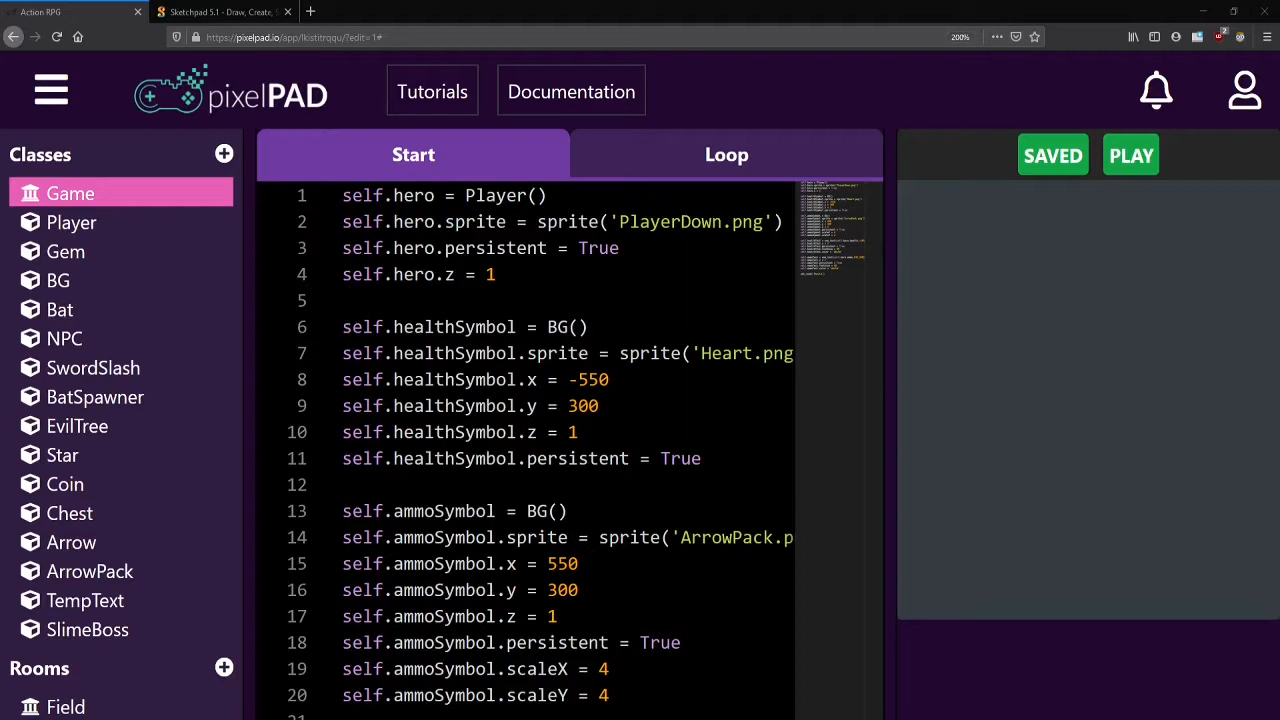 Action RPG
Sketchpad 5.1 - Draw, Create,
https://pixelpad.io/app/lkistitrqqu/?edit=1#
200%
2
pixelPAD
Tutorials
Documentation
Classes
Start
Loop
SAVED
PLAY
Game
Player
Gem
BG
Bat
NPC
SwordSlash
BatSpawner
EvilTree
Star
Coin
Chest
Arrow
ArrowPack
TempText
SlimeBoss
Rooms
Field
1 self.hero = Player()
2 self.hero.sprite = sprite('PlayerDown.png')
3 self.hero.persistent = True
4 self.hero.z = 1
5
6 self.healthSymbol = BG()
7 self.healthSymbol.sprite = sprite('Heart.png
8 self.healthSymbol.x = -550
9 self.healthSymbol.y = 300
10 self.healthSymbol.z = 1
11 self.healthSymbol.persistent = True
12
13 self.ammoSymbol = BG()
14 self.ammoSymbol.sprite = sprite('ArrowPack.p
15 self.ammoSymbol.x = 550
16 self.ammoSymbol.y = 300
17 self.ammoSymbol.z = 1
18 self.ammoSymbol.persistent = True
19 self.ammoSymbol.scaleX = 4
20 self.ammoSymbol.scaleY = 4